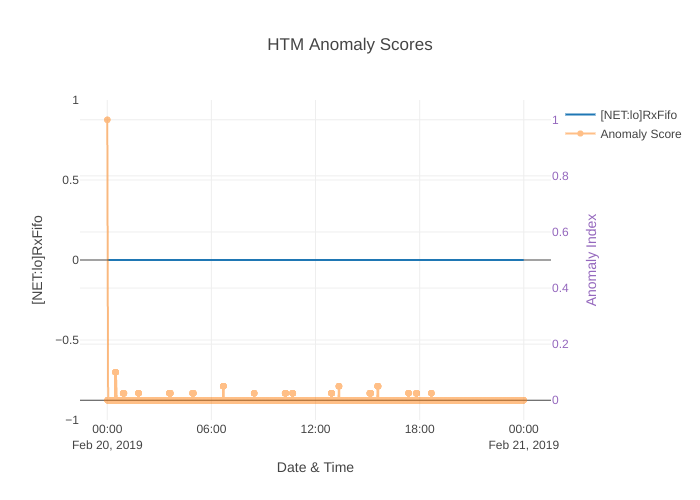 HTM Anomaly Scores
[NET:lo]RxFifo
Anomaly Score
1
0.5
0
−0.5
−1
[NET:lo]RxFifo
1
0.8
0.6
0.4
0.2
0
Anomaly Index
00:00
06:00
12:00
18:00
00:00
Feb 20, 2019
Feb 21, 2019
Date & Time